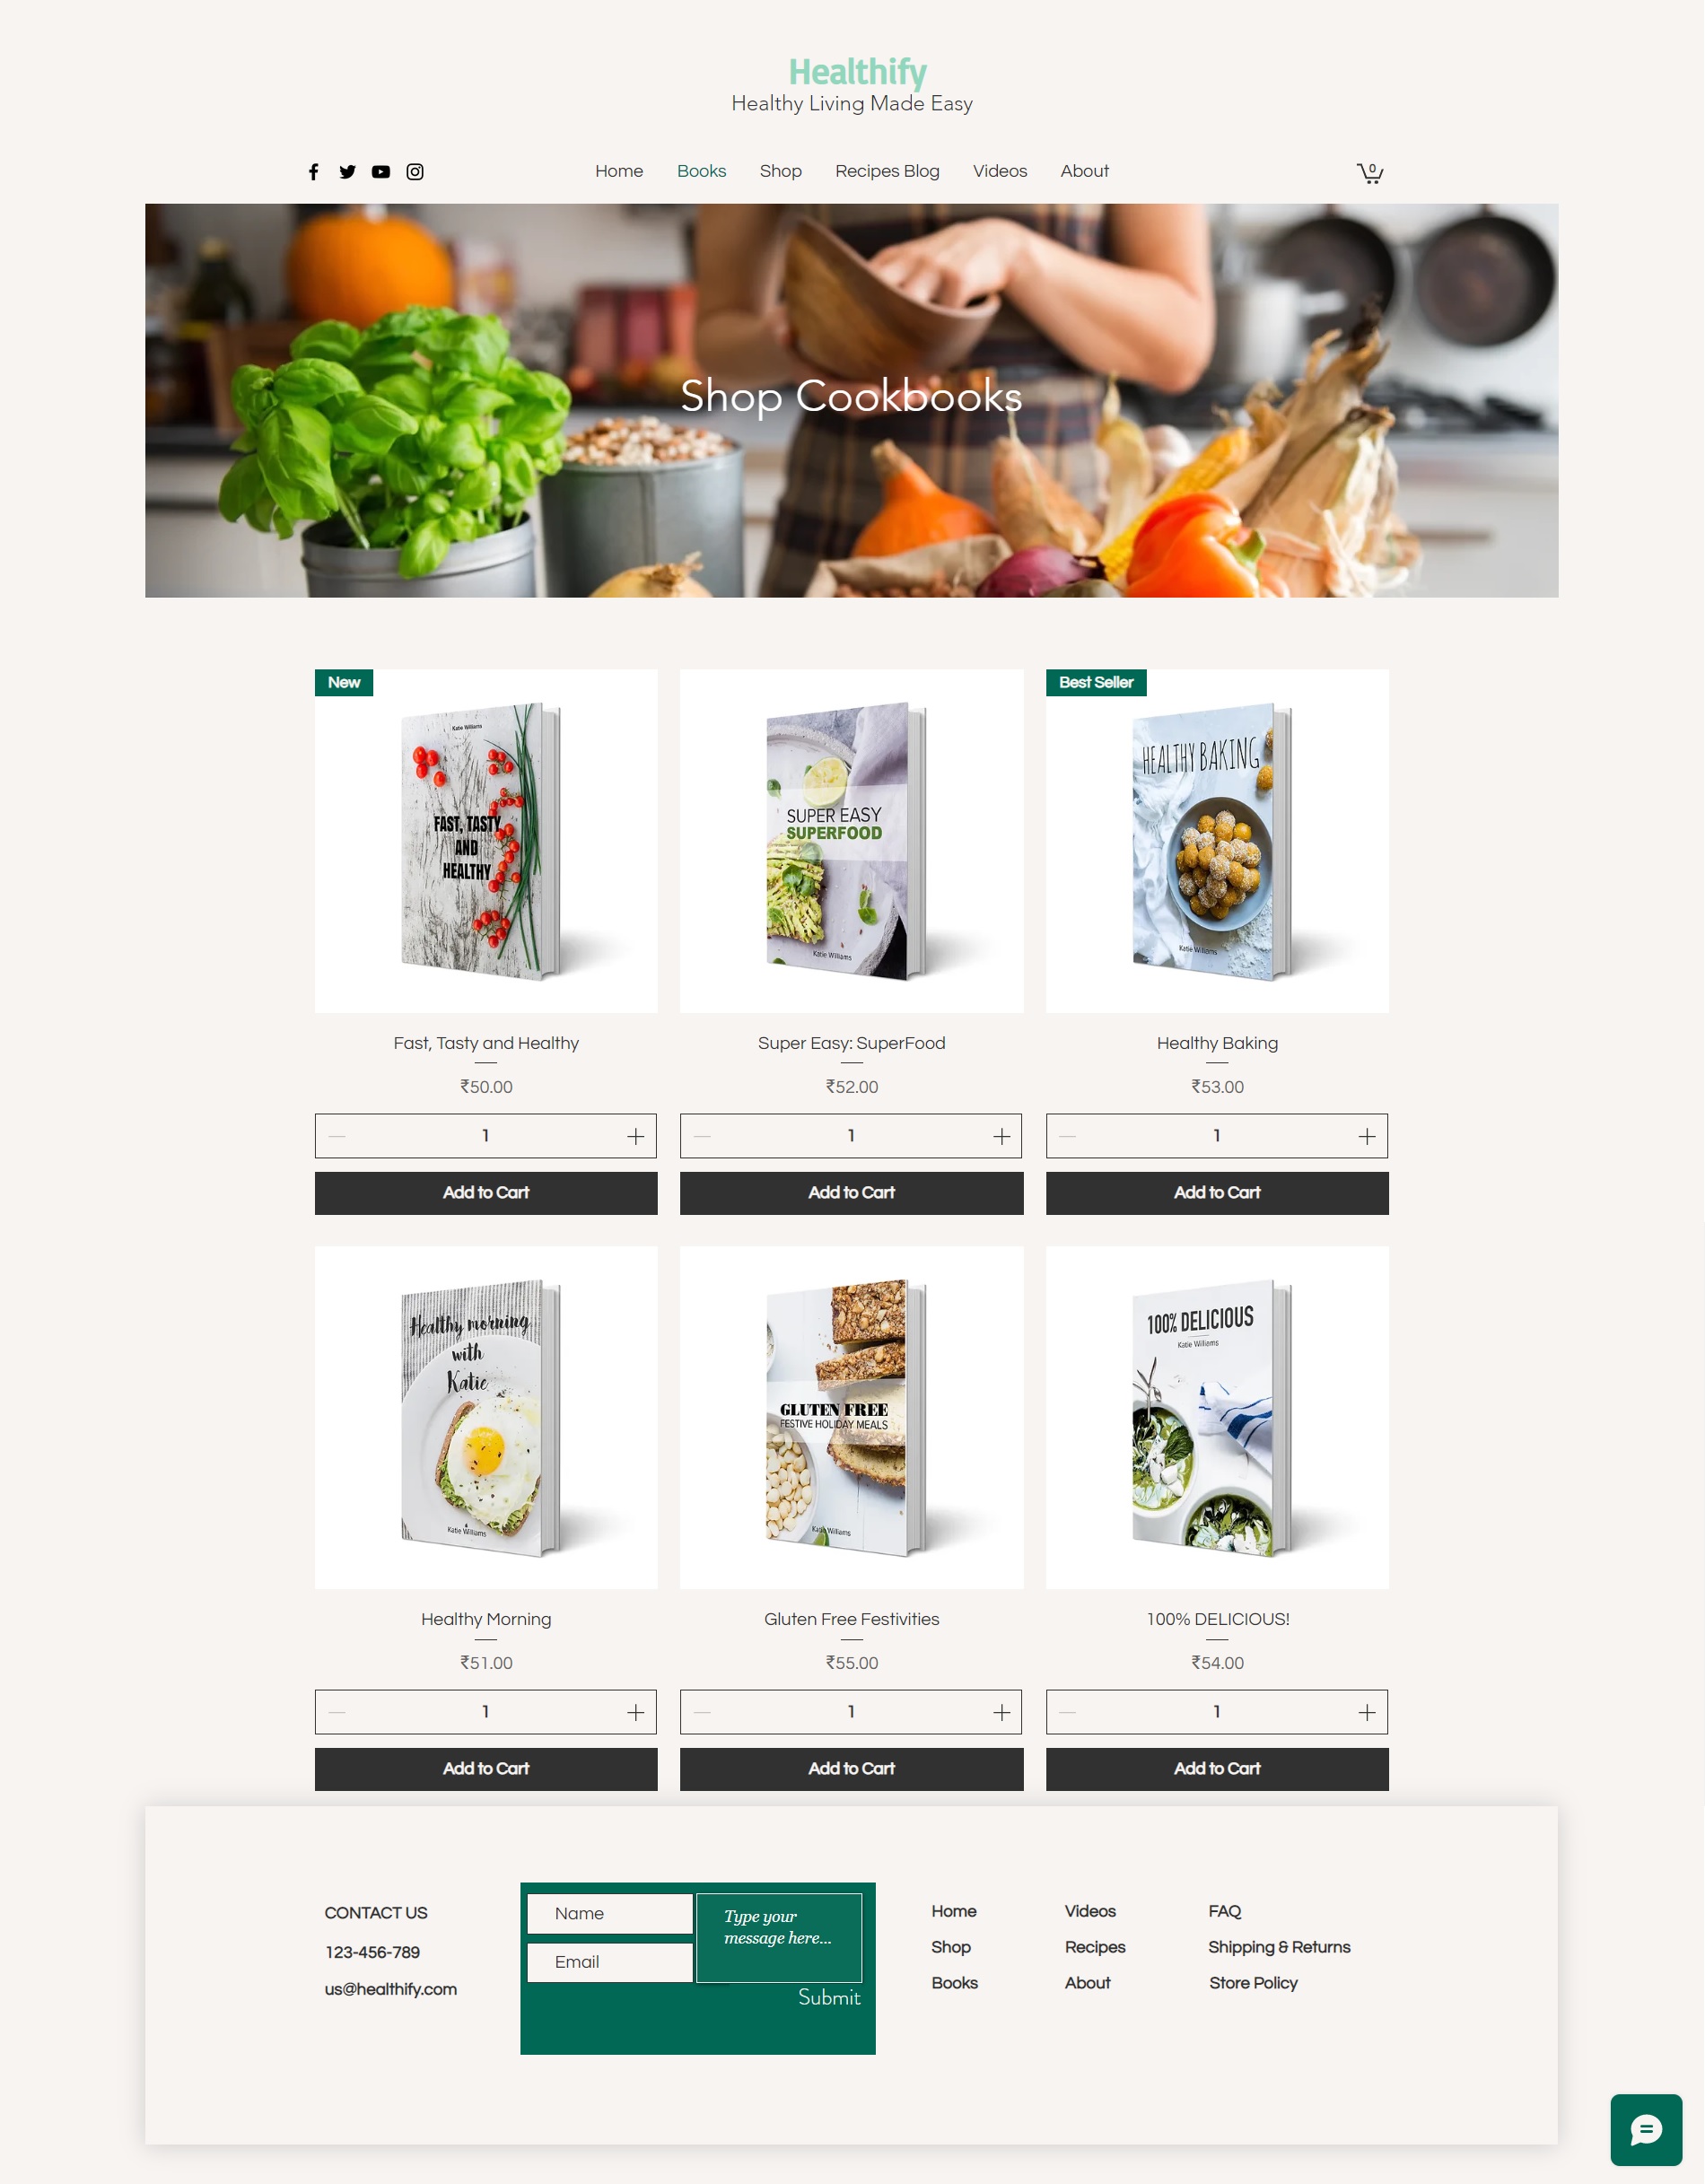 Healthify
Healthy Living Made Easy
Home Books Shop Recipes Blog Videos About
0
Shop Cookbooks
New
Katie Williams
FAST, TASTY
AND
HEALTHY
SUPER EASY
SUPERFOOD
Katie Williams
Best Seller
HEALTHY BAKING
Katie Williams
Fast, Tasty and Healthy
₹50.00
1
Add to Cart
Super Easy: SuperFood
₹52.00
1
Add to Cart
Healthy Baking
₹53.00
1
Add to Cart
Healthy morning
with
Katie
Katie Williams
GLUTEN FREE
FESTIVE HOLIDAY MEALS
Katie Williams
100% DELICIOUS
Katie Williams
Healthy Morning
₹51.00
1
Add to Cart
Gluten Free Festivities
₹55.00
1
Add to Cart
100% DELICIOUS!
₹54.00
1
Add to Cart
CONTACT US
123-456-789
us@healthify.com
Name
Email
Type your
message here...
Submit
Home
Shop
Books
Videos
Recipes
About
FAQ
Shipping & Returns
Store Policy